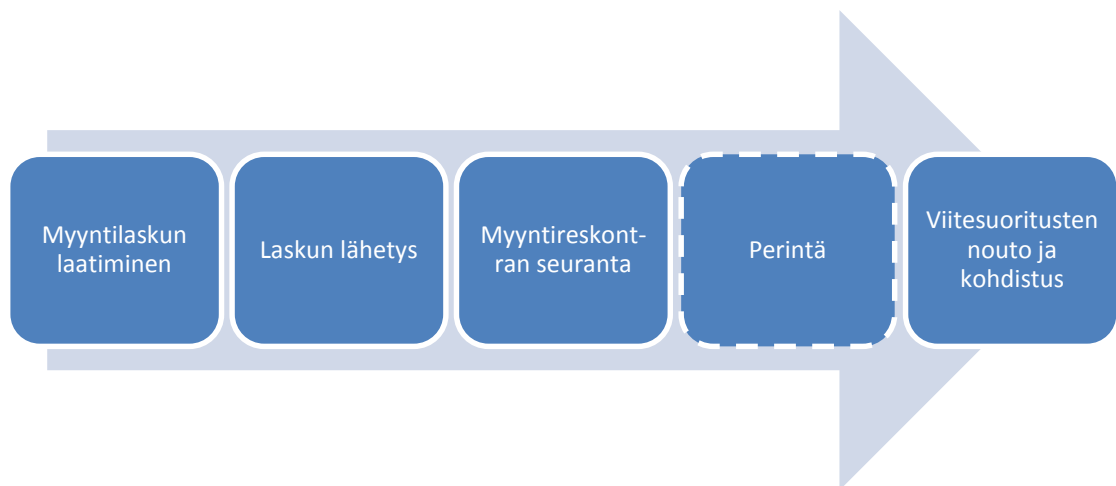 Myyntilaskun
laatiminen
Laskun lähetys
Myyntireskont-
ran seuranta
Perintä
Viitesuoritusten
nouto ja
kohdistus